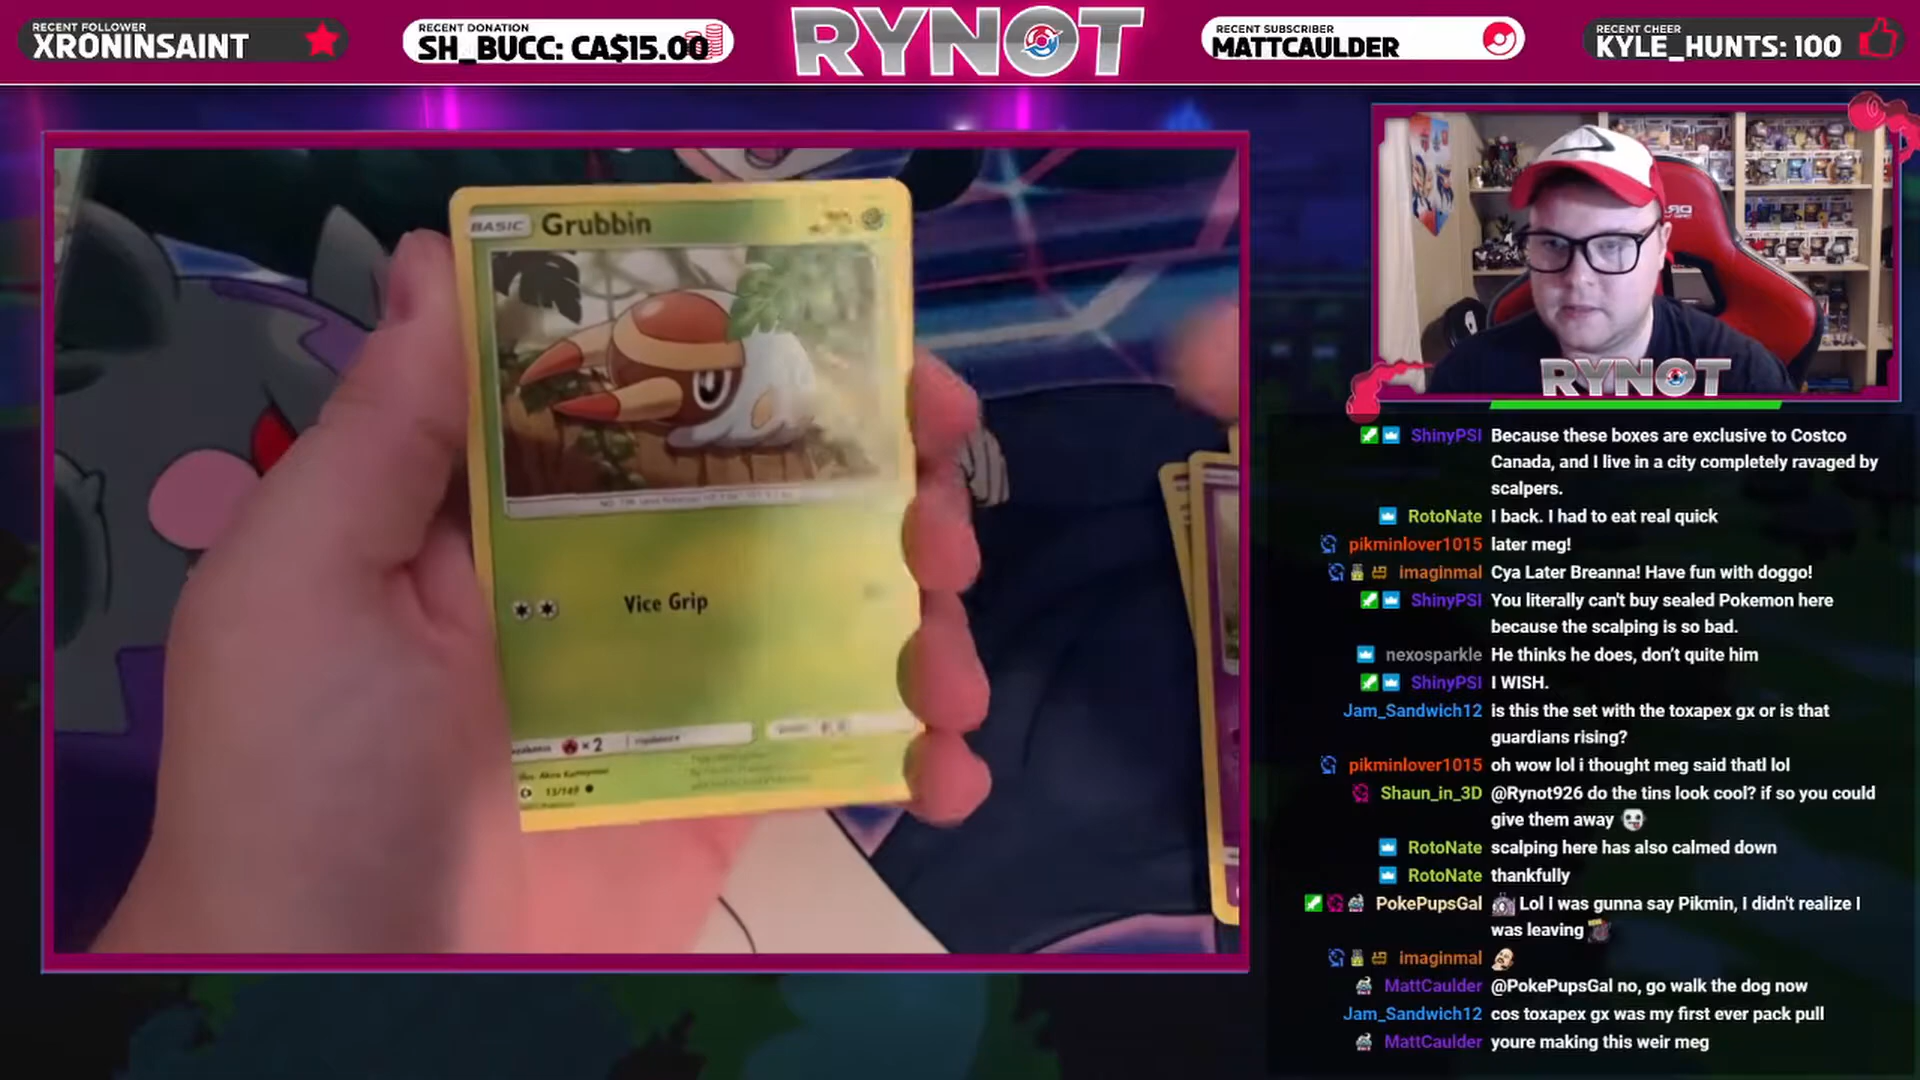 RECENT FOLLOWER
XRONINSAINT
RECENT DONATION
SH_BUCC: CA$15.00
RYNOT
RECENT SUBSCRIBER
MATTCAULDER
RECENT CHEER
KYLE_HUNTS: 100
BASIC Grubbin
Vice Grip
× 2
13/149
RYNOT
ShinyPSI Because these boxes are exclusive to Costco
Canada, and I live in a city completely ravaged by
scalpers.
RotoNate I back. I had to eat real quick
pikminlover1015 later meg!
imaginmal Cya Later Breanna! Have fun with doggo!
ShinyPSI You literally can't buy sealed Pokemon here
because the scalping is so bad.
nexosparkle He thinks he does, don’t quite him
ShinyPSI I WISH.
Jam_Sandwich12 is this the set with the toxapex gx or is that
guardians rising?
pikminlover1015 oh wow lol i thought meg said thatl lol
Shaun_in_3D @Rynot926 do the tins look cool? if so you could
give them away
RotoNate scalping here has also calmed down
RotoNate thankfully
PokePupsGal Lol I was gunna say Pikmin, I didn't realize I
was leaving
imaginmal
MattCaulder @PokePupsGal no, go walk the dog now
Jam_Sandwich12 cos toxapex gx was my first ever pack pull
MattCaulder youre making this weir meg